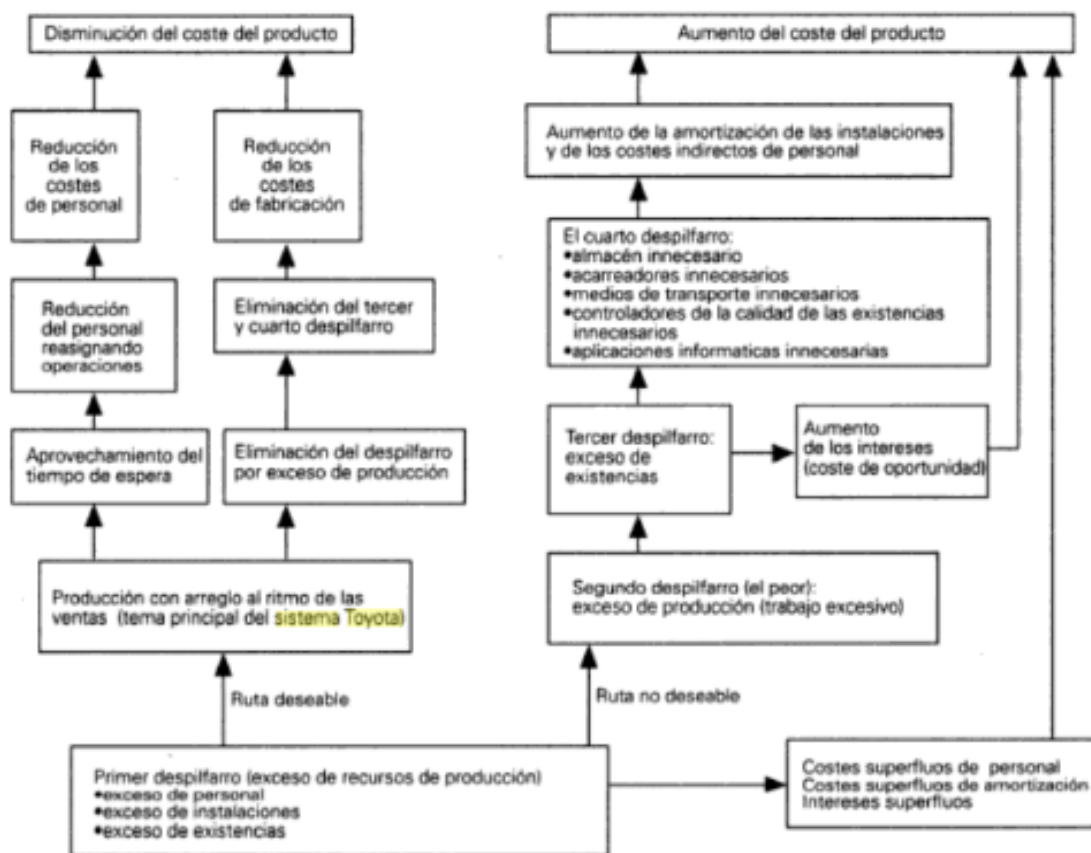 Disminución del coste del producto
Reducción
de los
costes
de personal
Reducción
de los
costes
de fabricación
Reducción
del personal
reasignando
operaciones
Eliminación del tercer
y cuarto despilfarro
Aprovechamiento del
tiempo de espera
Eliminación del despilfarro
por exceso de producción
Producción con arreglo al ritmo de las
ventas (tema principal del sistema Toyota)
Ruta deseable
Aumento del coste del producto
Aumento de la amortización de las instalaciones
y de los costes indirectos de personal
El cuarto despilfarro:
•almacén innecesario
•acarreadores innecesarios
•medios de transporte innecesarios
•controladores de la calidad de las existencias
innecesarios
•aplicaciones informaticas innecesarias
Tercer despilfarro:
exceso de
existencias
Aumento
de los intereses
(coste de oportunidad)
Segundo despilfarro (el peor):
exceso de producción (trabajo excesivo)
Ruta no deseable
Primer despilfarro (exceso de recursos de producción)
•exceso de personal
•exceso de instalaciones
•exceso de existencias
Costes superfluos de personal
Costes superfluos de amortización
Intereses superfluos